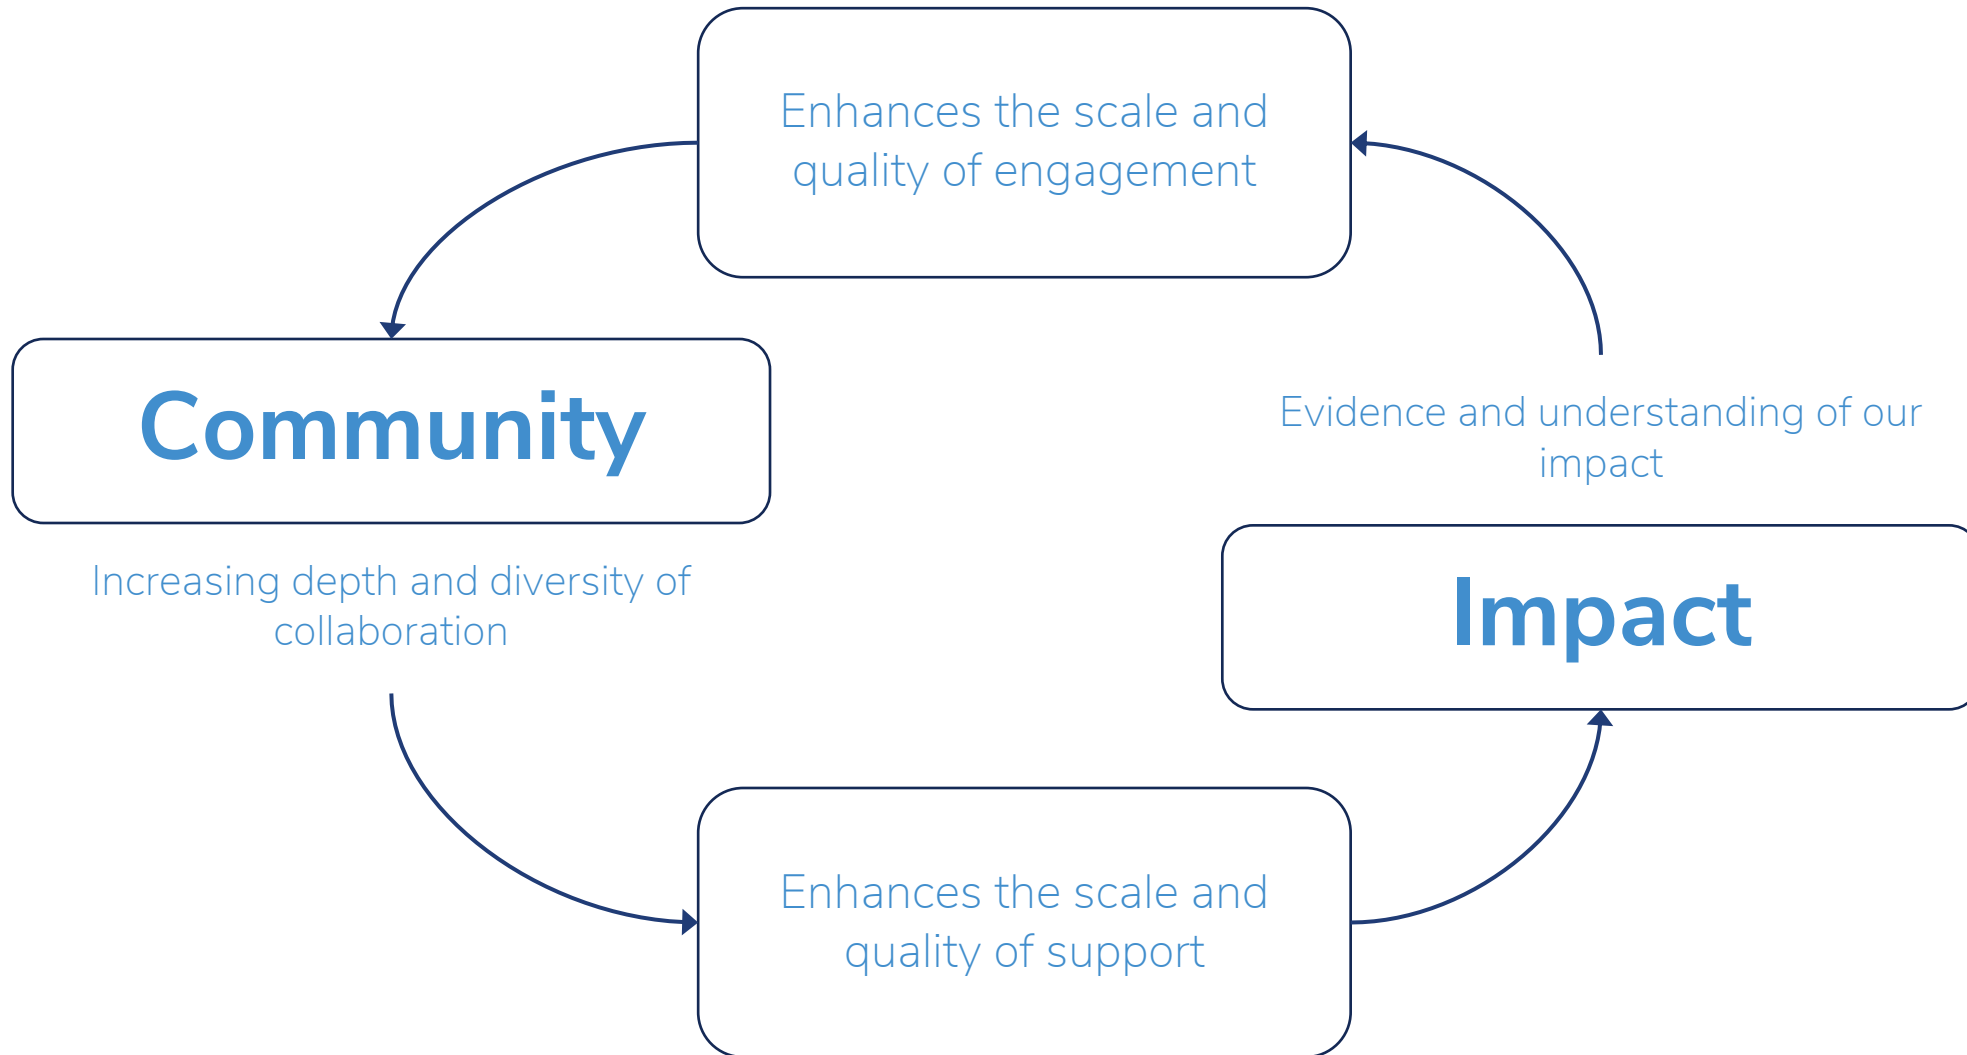 Enhances the scale and
quality of engagement
Community
Evidence and understanding of our
impact
Increasing depth and diversity of
collaboration
Impact
Enhances the scale and
quality of support